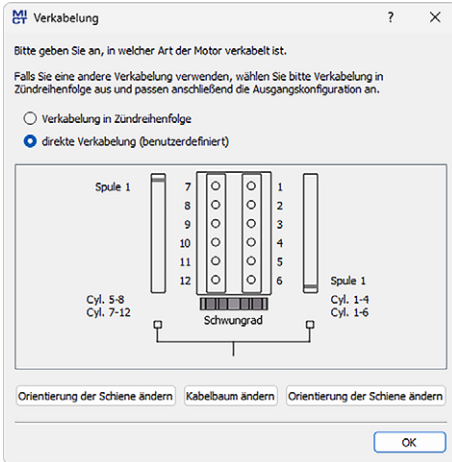 MICT Verkabelung ? ×
Bitte geben Sie an, in welcher Art der Motor verkabelt ist.
Falls Sie eine andere Verkabelung verwenden, wählen Sie bitte Verkabelung in
Zündreihenfolge aus und passen anschließend die Ausgangskonfiguration an.
Verkabelung in Zündreihenfolge
direkte Verkabelung (benutzerdefiniert)
Spule 1 7 1
8 2
9 3
10 4
11 5
12 6 Spule 1
Cyl. 5-8 Cyl. 1-4
Cyl. 7-12 Cyl. 1-6
Schwungrad
Orientierung der Schiene ändern Kabelbaum ändern Orientierung der Schiene ändern
OK